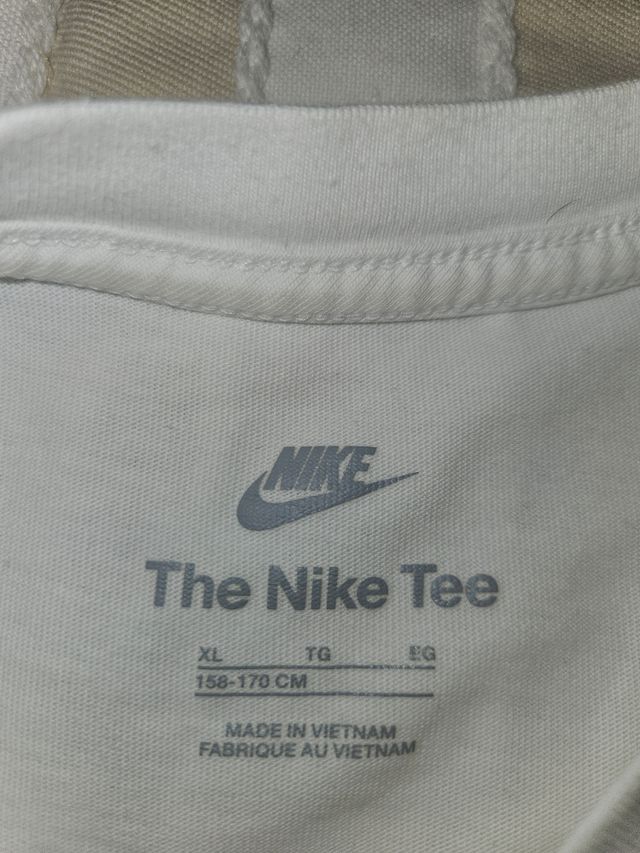 NIKE
The Nike Tee
XL TG EG
158-170 CM
MADE IN VIETNAM
FABRIQUE AU VIETNAM